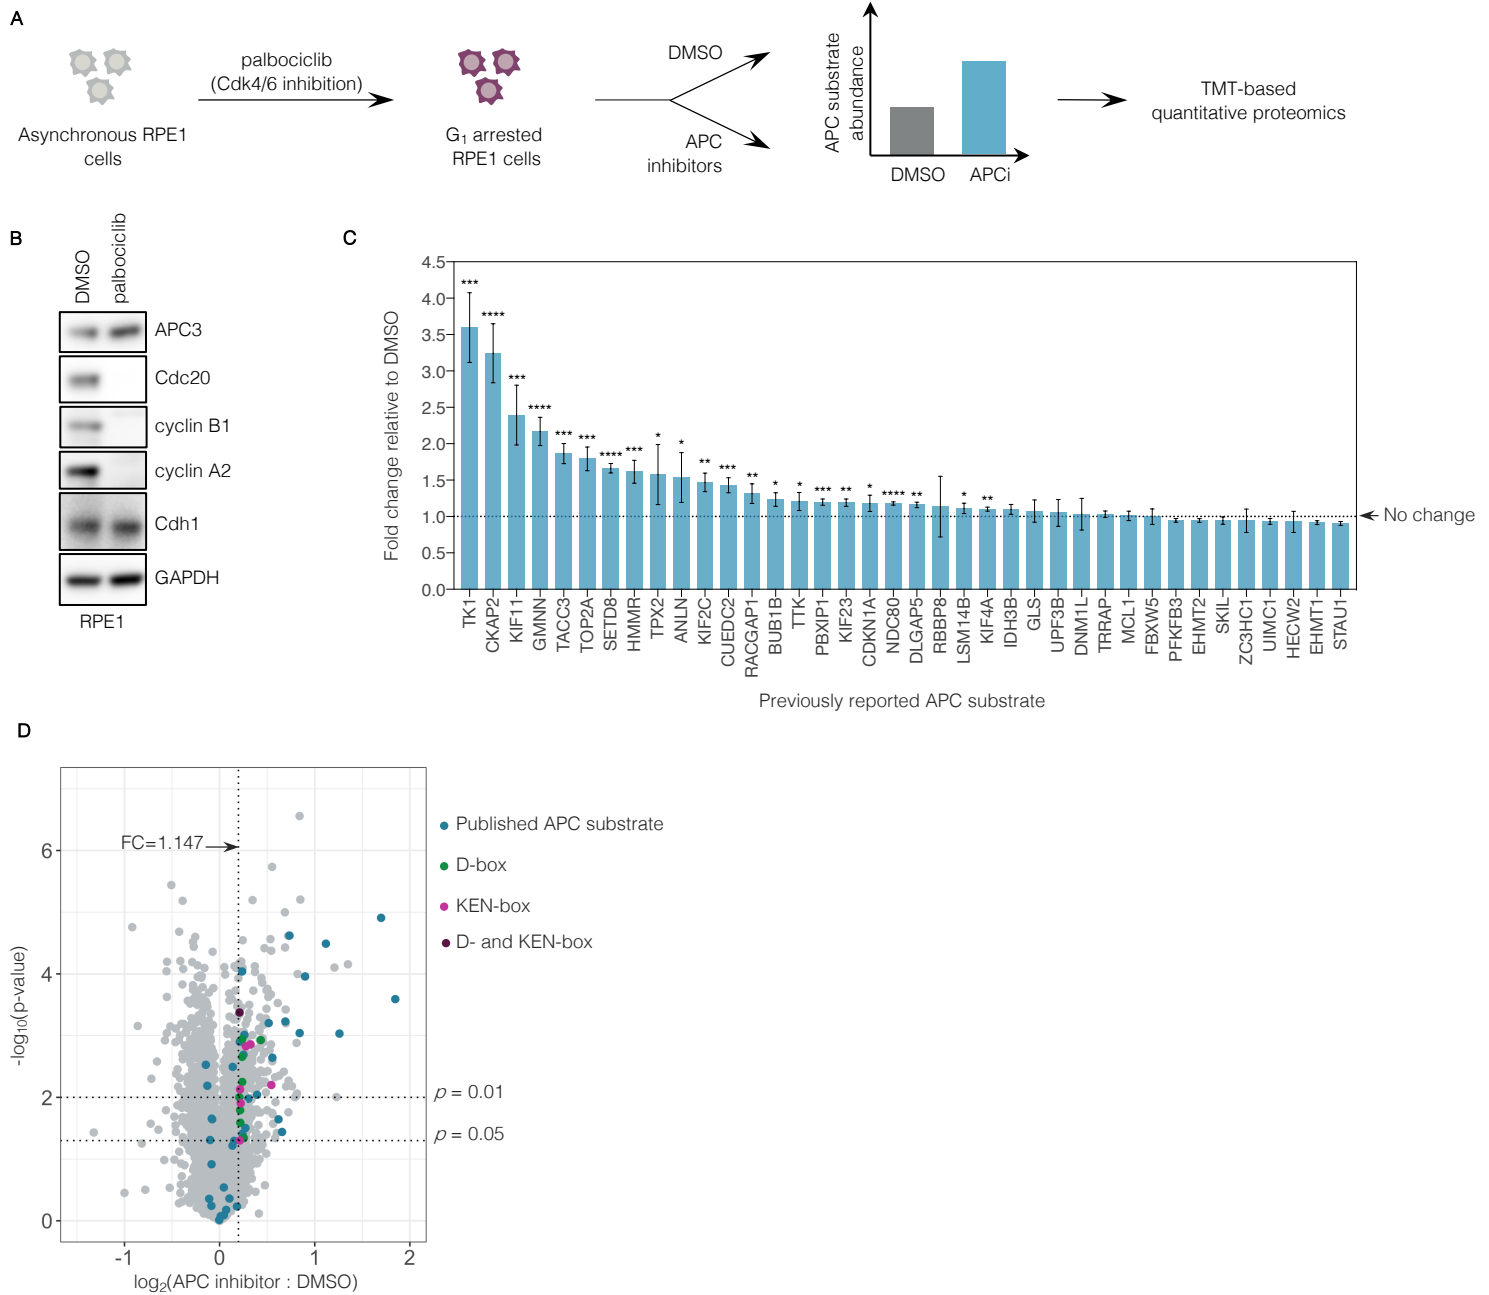 A
Asynchronous RPE1
cells
palbociclib
(Cdk4/6 inhibition)
G1 arrested
RPE1 cells
DMSO
APC
inhibitors
APC substrate
abundance
DMSO
APCi
TMT-based
quantitative proteomics
B
DMSO
palbociclib
APC3
Cdc20
cyclin B1
cyclin A2
Cdh1
GAPDH
RPE1
C
Fold change relative to DMSO
4.5
4.0
3.5
3.0
2.5
2.0
1.5
1.0
0.5
0.0
***
****
***
****
***
***
****
***
*
*
**
***
**
*
*
***
**
*
****
**
*
**
No change
TK1
CKAP2
KIF11
GMNN
TACC3
TOP2A
SETD8
HMMR
TPX2
ANLN
KIF2C
CUEDC2
RACGAP1
BUB1B
TTK
PBXIP1
KIF23
CDKN1A
NDC80
DLGAP5
RBBP8
LSM14B
KIF4A
IDH3B
GLS
UPF3B
DNM1L
TRRAP
MCL1
FBXW5
PFKFB3
EHMT2
SKIL
ZC3HC1
UIMC1
HECW2
EHMT1
STAU1
Previously reported APC substrate
D
-log10(p-value)
6
4
2
0
FC=1.147
Published APC substrate
D-box
KEN-box
D- and KEN-box
p = 0.01
p = 0.05
-1
0
1
2
log2(APC inhibitor : DMSO)